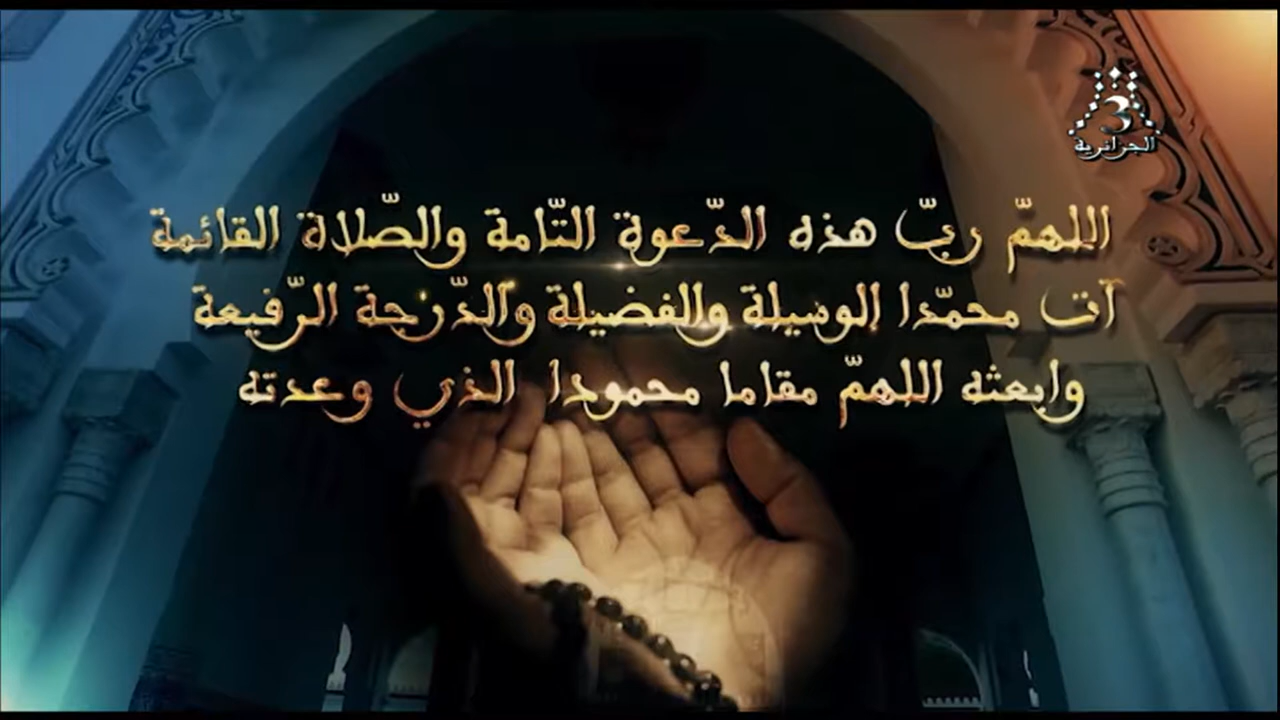 3
الجزائرية
اللهمّ ربّ هذه الدّعوة التّامة والصّلاة القائمة
آت محمّدا الوسيلة والفضيلة والدّرجة الرّفيعة
وابعثه اللهمّ مقاما محمودا الذي وعدته